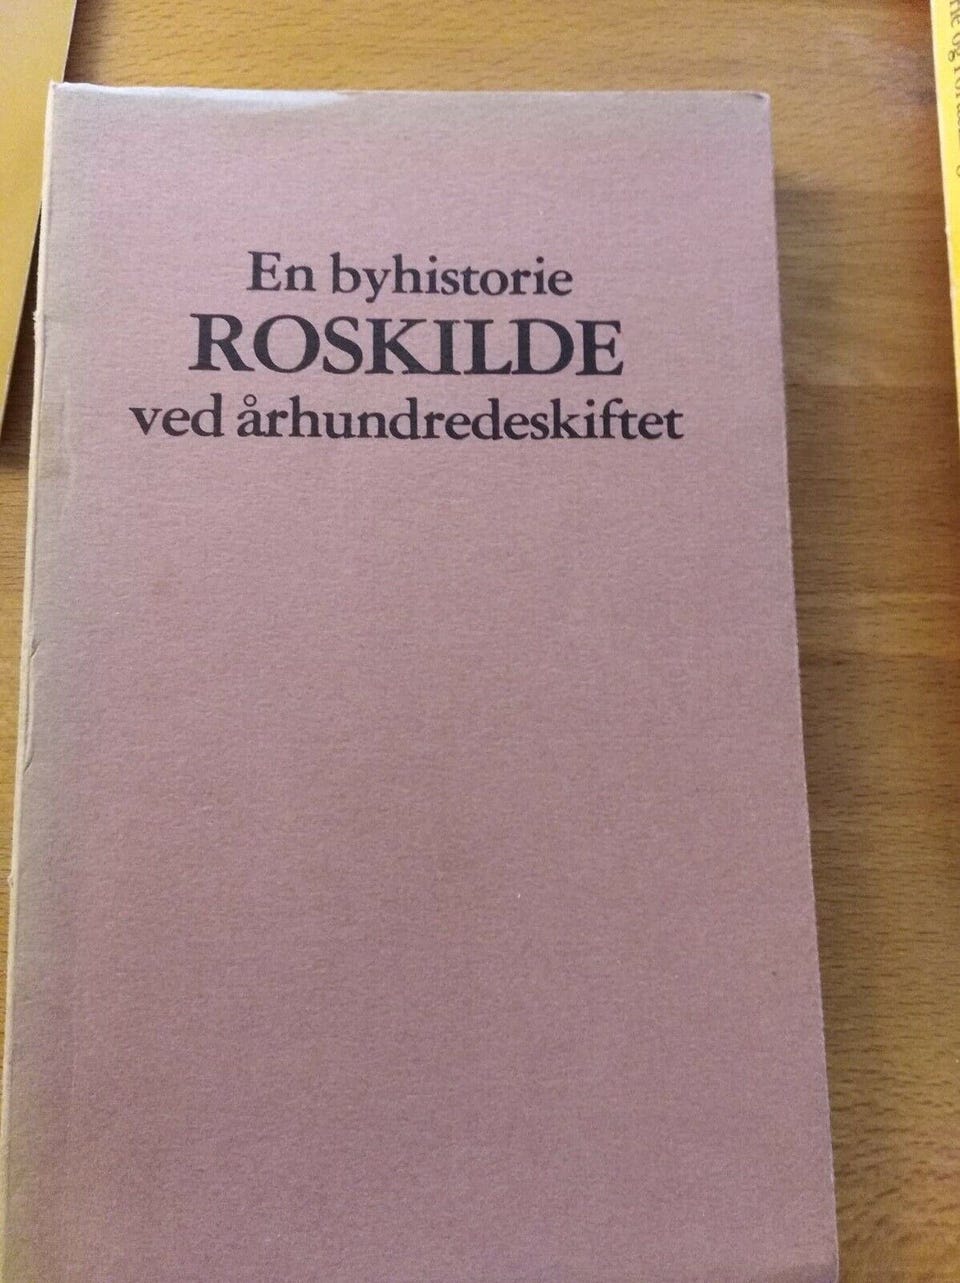 En byhistorie
ROSKILDE
ved århundredeskiftet